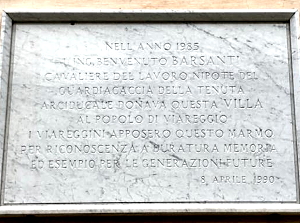 NELL'ANNO 1985
L'ING. BENVENUTO BARSANTI
CAVALIERE DEL LAVORO NIPOTE DEL
GUARDIACACCIA DELLA TENUTA
ARCIDUCALE DONAVA QUESTA VILLA
AL POPOLO DI VIAREGGIO
I VIAREGGINI APPOSERO QUESTO MARMO
PER RICONOSCENZA A DURATURA MEMORIA
ED ESEMPIO PER LE GENERAZIONI FUTURE
8 APRILE 1990